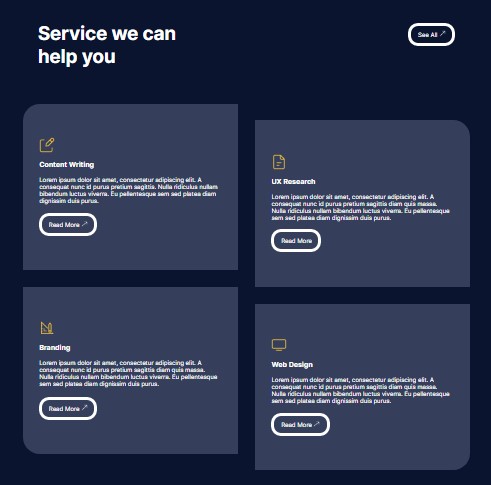 Service we can
help you
See All ↗
Content Writing
Lorem ipsum dolor sit amet, consectetur adipiscing elit. A
consequat nunc id purus pretium sagittis. Nulla ridiculus nullam
bibendum luctus viverra. Eu pellentesque sem sed platea diam
dignissim duis purus.
Read More ↗
UX Research
Lorem ipsum dolor sit amet, consectetur adipiscing elit. A
consequat nunc id purus pretium sagittis diam quis massa.
Nulla ridiculus nullam bibendum luctus viverra. Eu pellentesque
sem sed platea diam dignissim duis purus.
Read More
Branding
Lorem ipsum dolor sit amet, consectetur adipiscing elit. A
consequat nunc id purus pretium sagittis diam quis massa.
Nulla ridiculus nullam bibendum luctus viverra. Eu pellentesque
sem sed platea diam dignissim duis purus.
Read More ↗
Web Design
Lorem ipsum dolor sit amet, consectetur adipiscing elit. A
consequat nunc id purus pretium sagittis diam quis massa.
Nulla ridiculus nullam bibendum luctus viverra. Eu pellentesque
sem sed platea diam dignissim duis purus.
Read More ↗